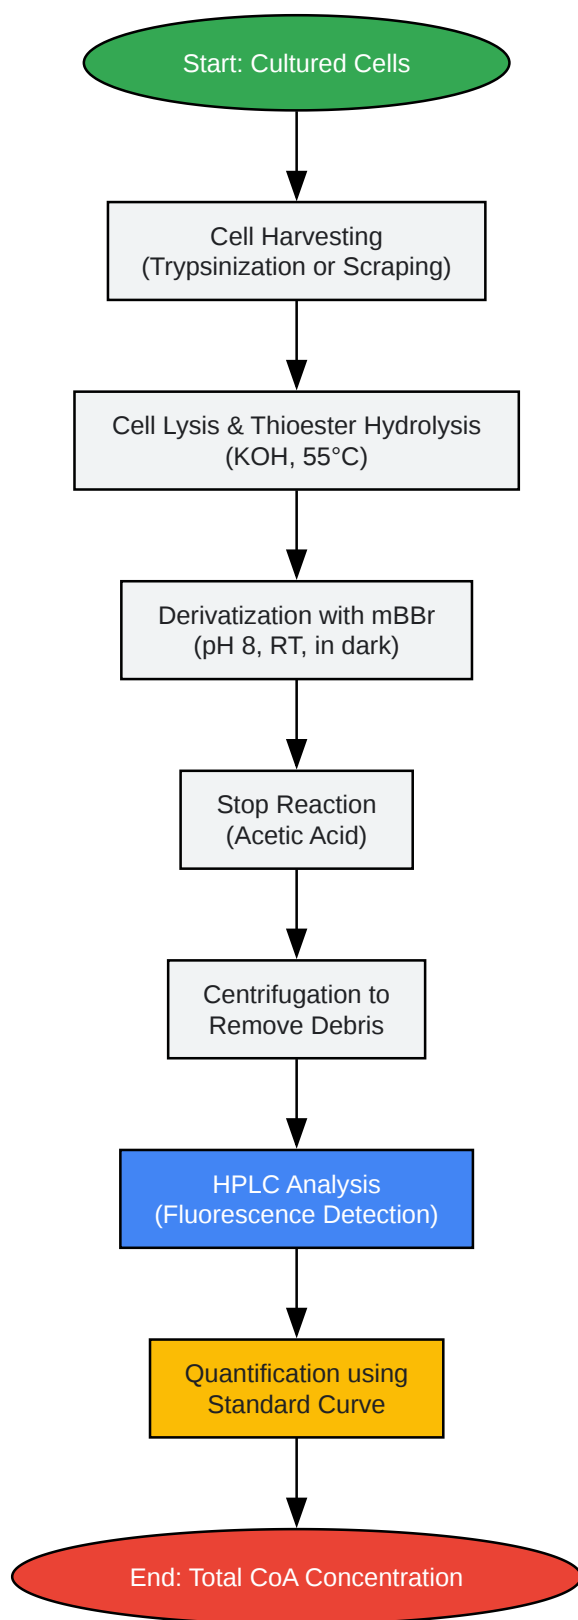 Start: Cultured Cells
Cell Harvesting
(Trypsinization or Scraping)
Cell Lysis & Thioester Hydrolysis
(KOH, 55°C)
Derivatization with mBBr
(pH 8, RT, in dark)
Stop Reaction
(Acetic Acid)
Centrifugation to
Remove Debris
HPLC Analysis
(Fluorescence Detection)
Quantification using
Standard Curve
End: Total CoA Concentration